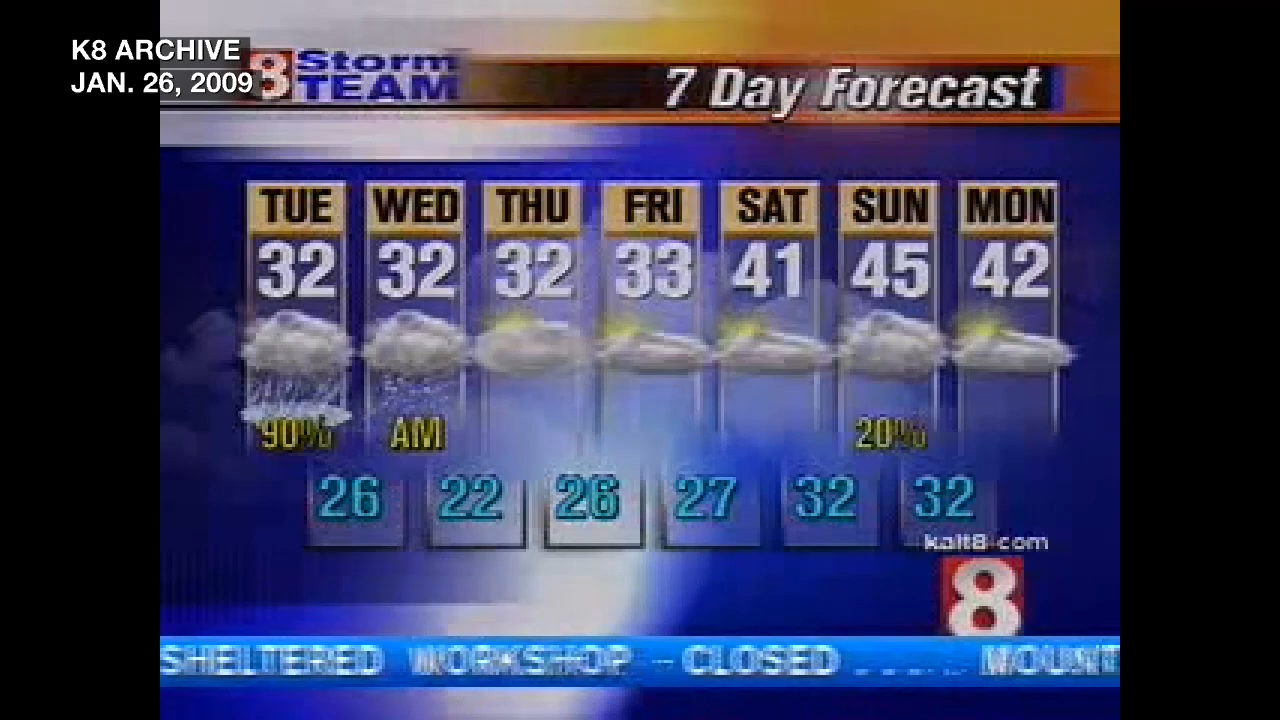 K8 ARCHIVE
JAN. 26, 2009
8 Storm
TEAM
7 Day Forecast
TUE WED THU FRI SAT SUN MON
32 32 32 33 41 45 42
90% AM 20%
26 22 26 27 32 32
kait8.com
8
SHELTERED WORKSHOP -- CLOSED ...... MOUNT